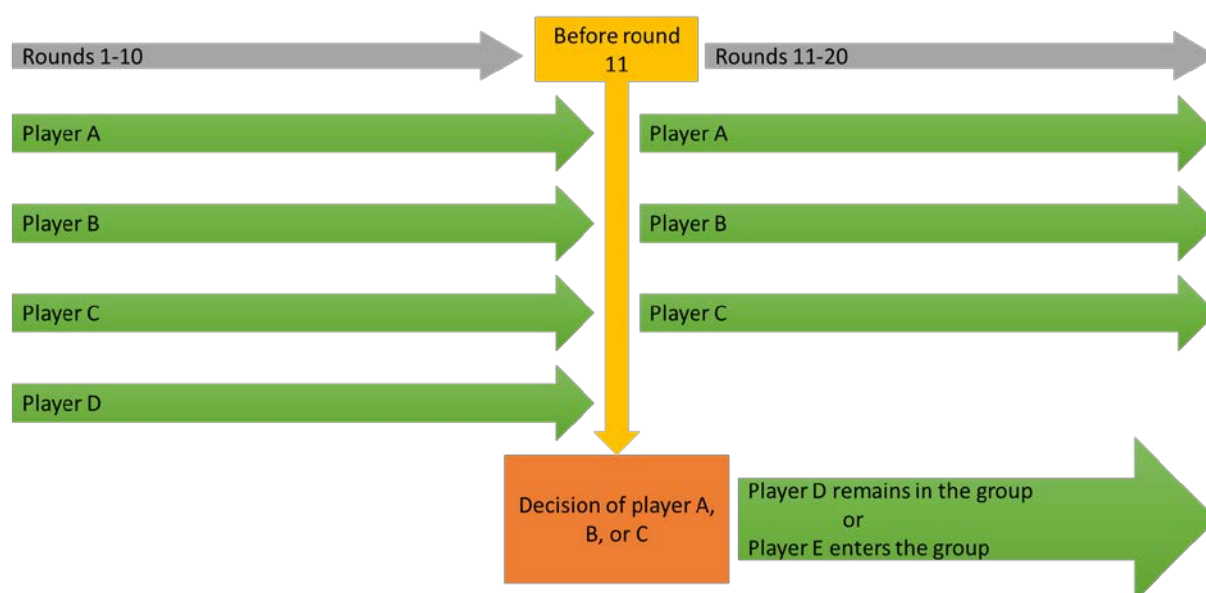 Rounds 1-10
Before round
11
Rounds 11-20
Player A
Player A
Player B
Player B
Player C
Player C
Player D
Decision of player A,
B, or C
Player D remains in the group
or
Player E enters the group